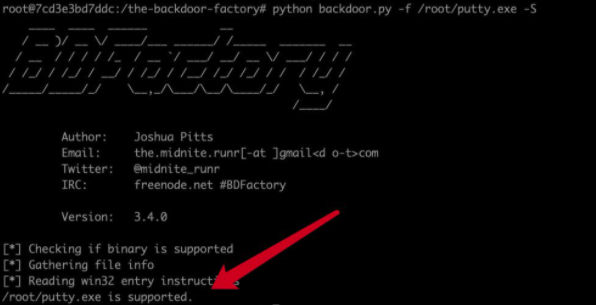 root@7cd3e3bd7ddc:/the-backdoor-factory# python backdoor.py -f /root/putty.exe -S
BDFactory
Author: Joshua Pitts
Email: the.midnite.runr[-at ]gmail<d o-t>com
Twitter: @midnite_runr
IRC: freenode.net #BDFactory
Version: 3.4.0
[*] Checking if binary is supported
[*] Gathering file info
[*] Reading win32 entry instructions
/root/putty.exe is supported.